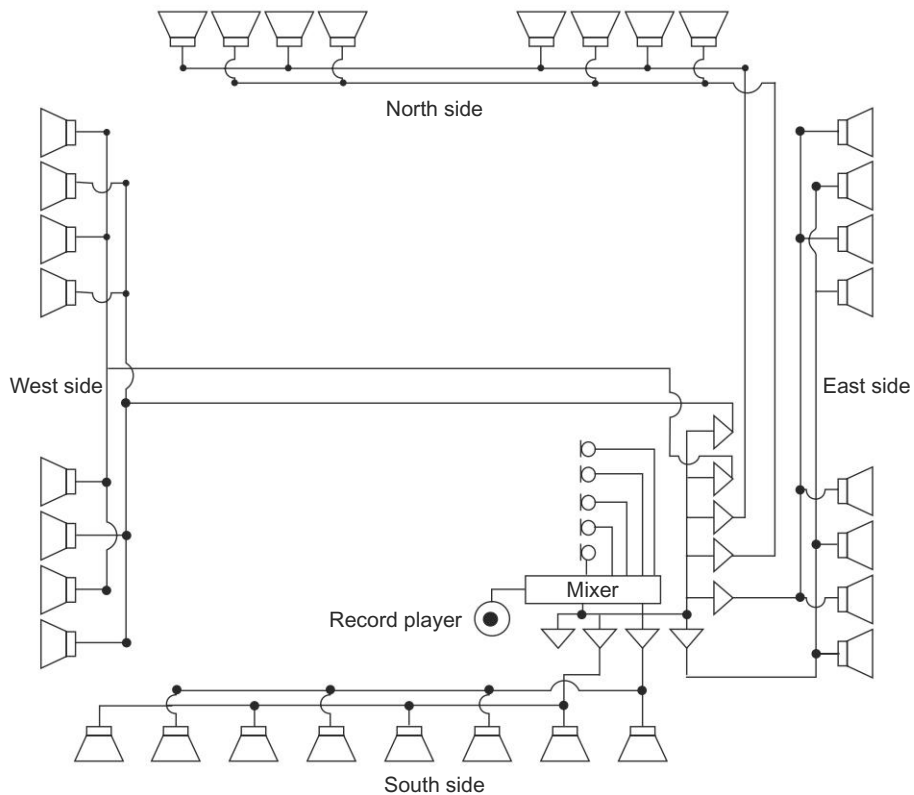 North side
West side
East side
Mixer
Record player
South side